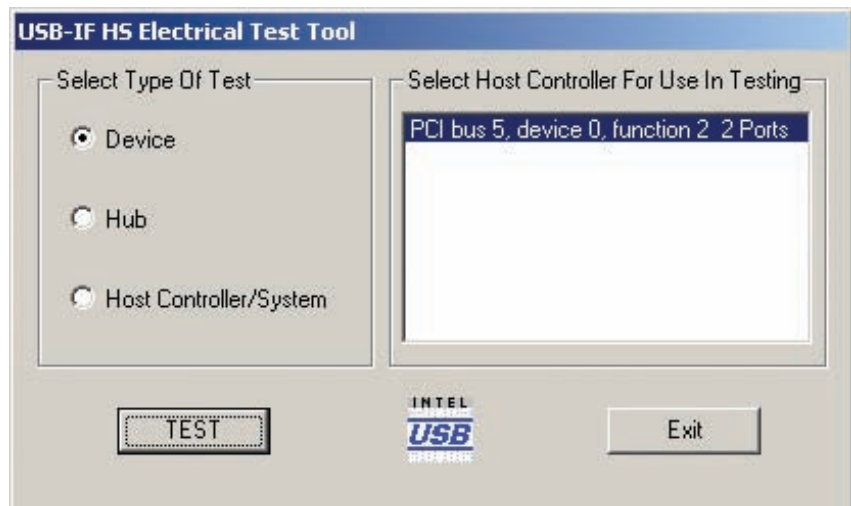 USB-IF HS Electrical Test Tool
Select Type Of Test
Device
Hub
Host Controller/System
Select Host Controller For Use In Testing
PCI bus 5, device 0, function 2 2 Ports
TEST
INTEL
USB
Exit